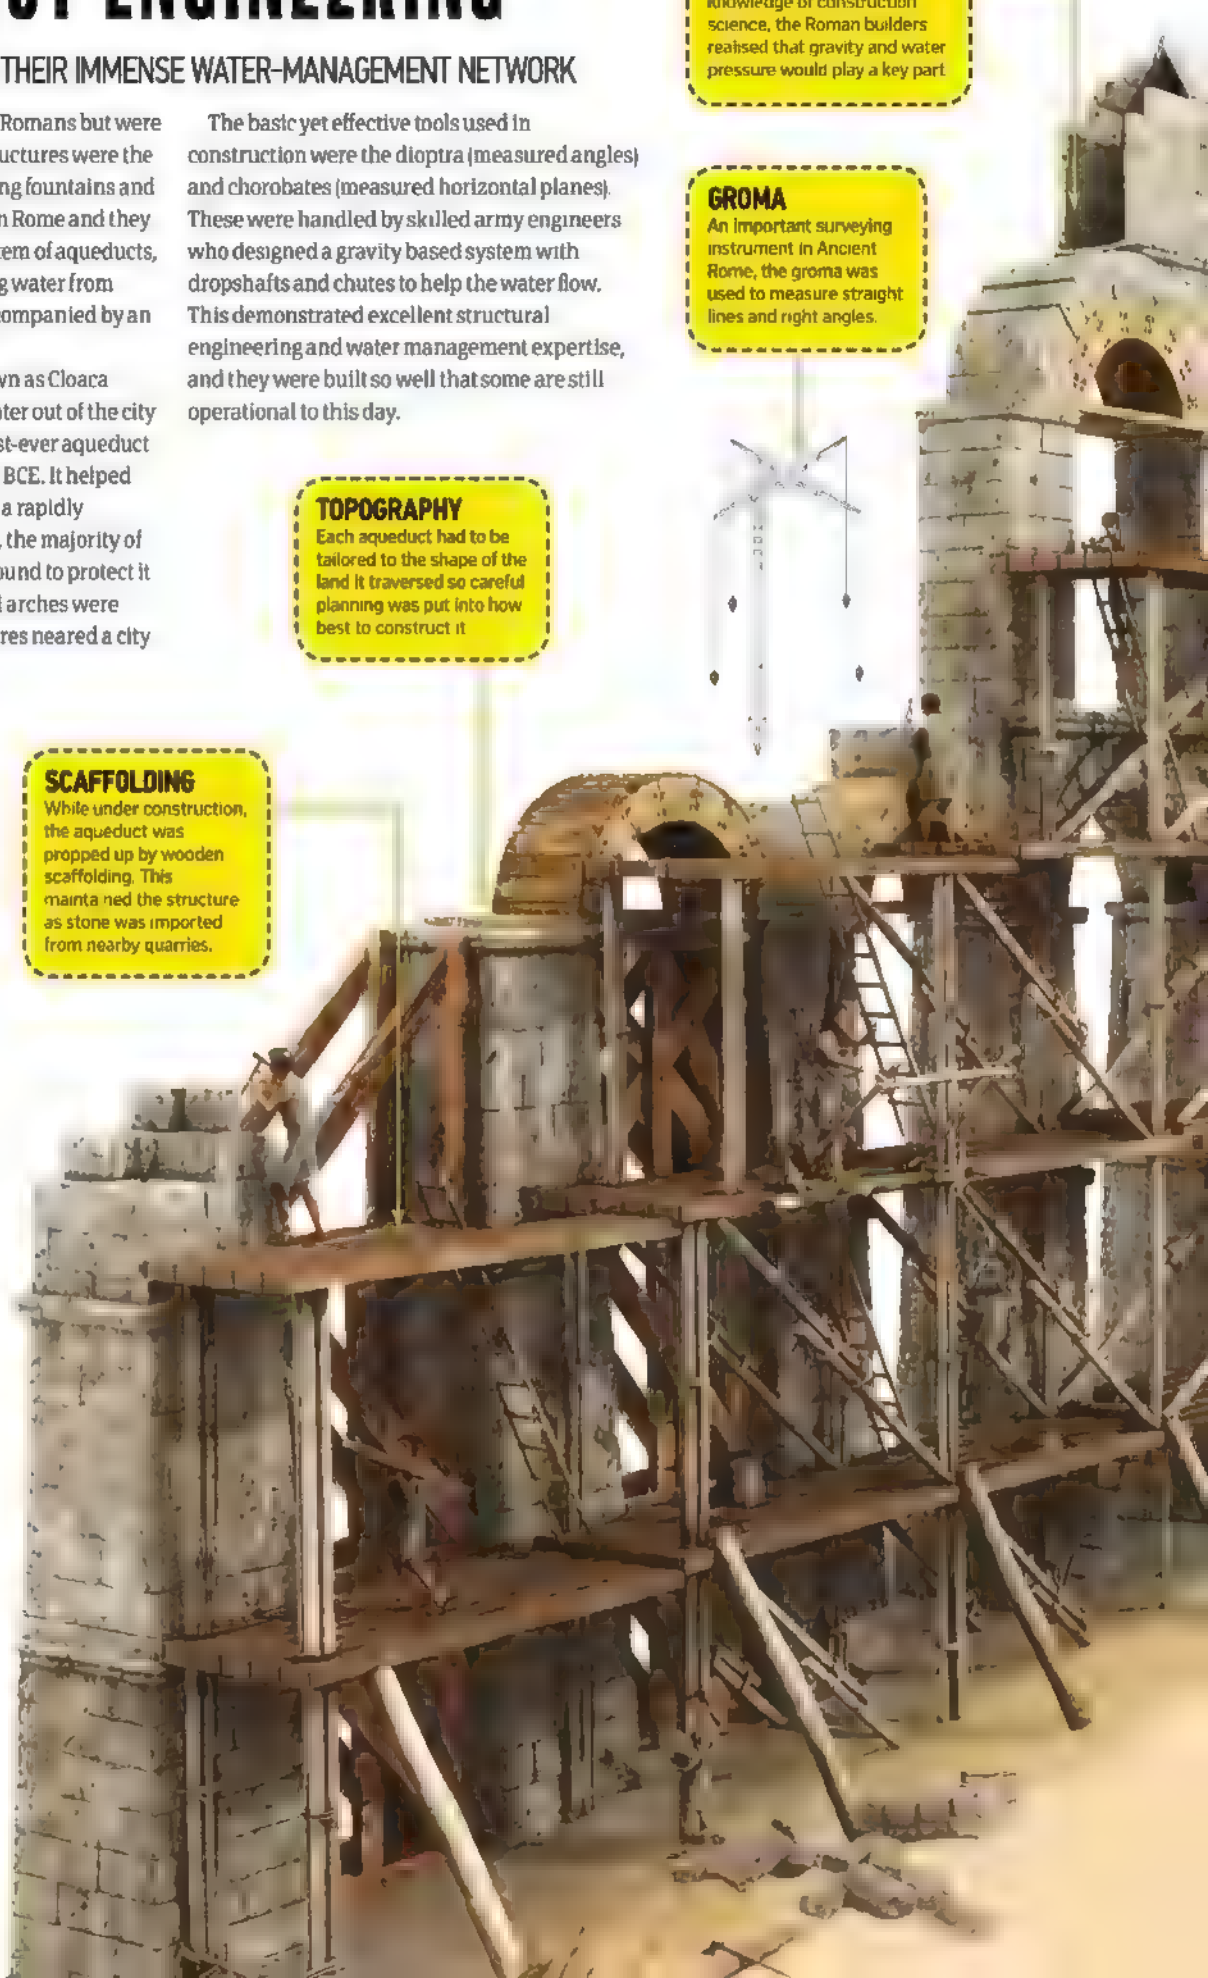 ENGINEERING
THEIR IMMENSE WATER-MANAGEMENT NETWORK
Romans but were
uctures were the
ng fountains and
n Rome and they
tem of aqueducts,
g water from
ompanied by an
vn as Cloaca
ater out of the city
st-ever aqueduct
BCE. It helped
a rapidly
, the majority of
ound to protect it
l arches were
res neared a city
The basic yet effective tools used in
construction were the dioptra (measured angles)
and chorobates (measured horizontal planes).
These were handled by skilled army engineers
who designed a gravity based system with
dropshafts and chutes to help the water flow.
This demonstrated excellent structural
engineering and water management expertise,
and they were built so well that some are still
operational to this day.
knowledge of construction
science, the Roman builders
realised that gravity and water
pressure would play a key part
GROMA
An important surveying
instrument in Ancient
Rome, the groma was
used to measure straight
lines and right angles.
TOPOGRAPHY
Each aqueduct had to be
tailored to the shape of the
land it traversed so careful
planning was put into how
best to construct it
SCAFFOLDING
While under construction,
the aqueduct was
propped up by wooden
scaffolding. This
mainta ned the structure
as stone was imported
from nearby quarries.